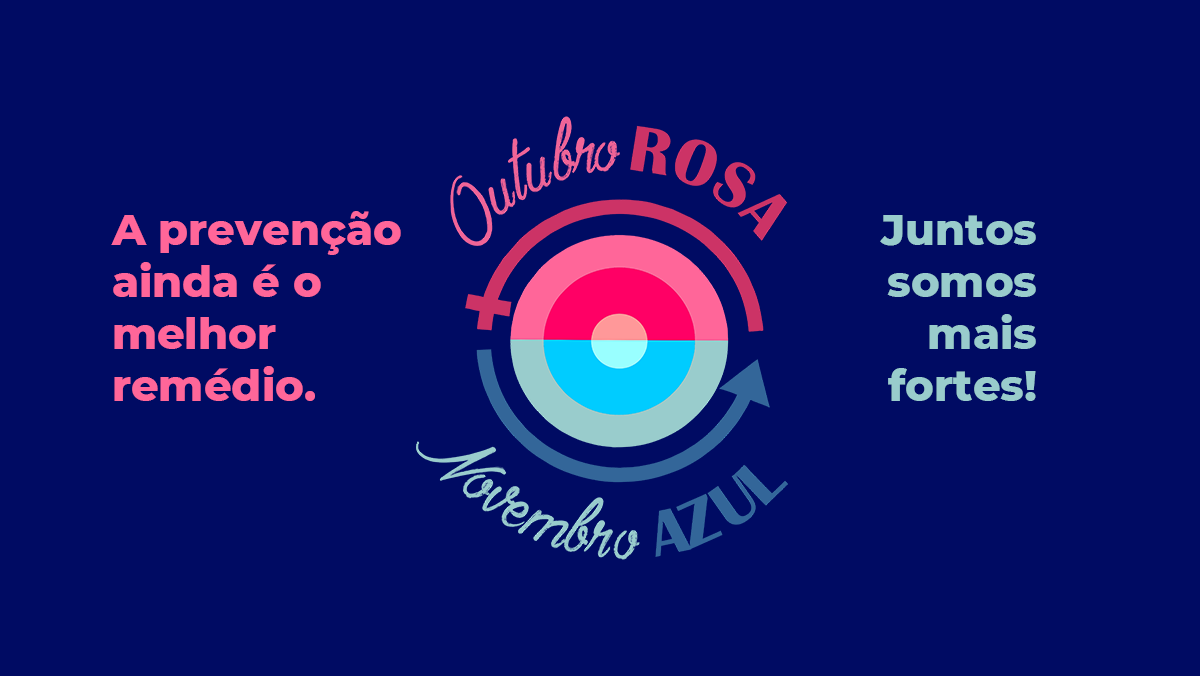 Outubro ROSA
A prevenção
ainda é o
melhor
remédio.
Juntos
somos
mais
fortes!
Novembro AZUL